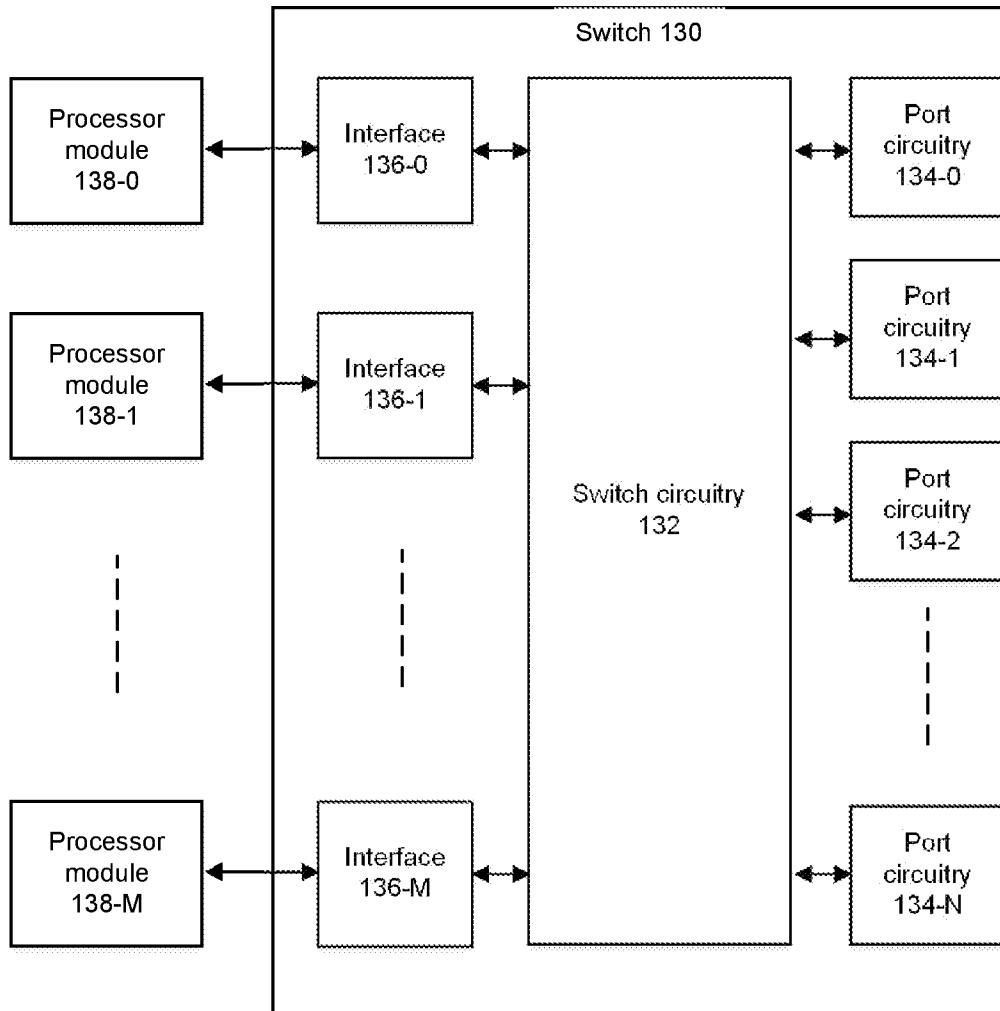 Switch 130
Processor
module
138-0
Interface
136-0
Port
circuitry
134-0
Processor
module
138-1
Interface
136-1
Port
circuitry
134-1
Switch circuitry
132
Port
circuitry
134-2
Processor
module
138-M
Interface
136-M
Port
circuitry
134-N